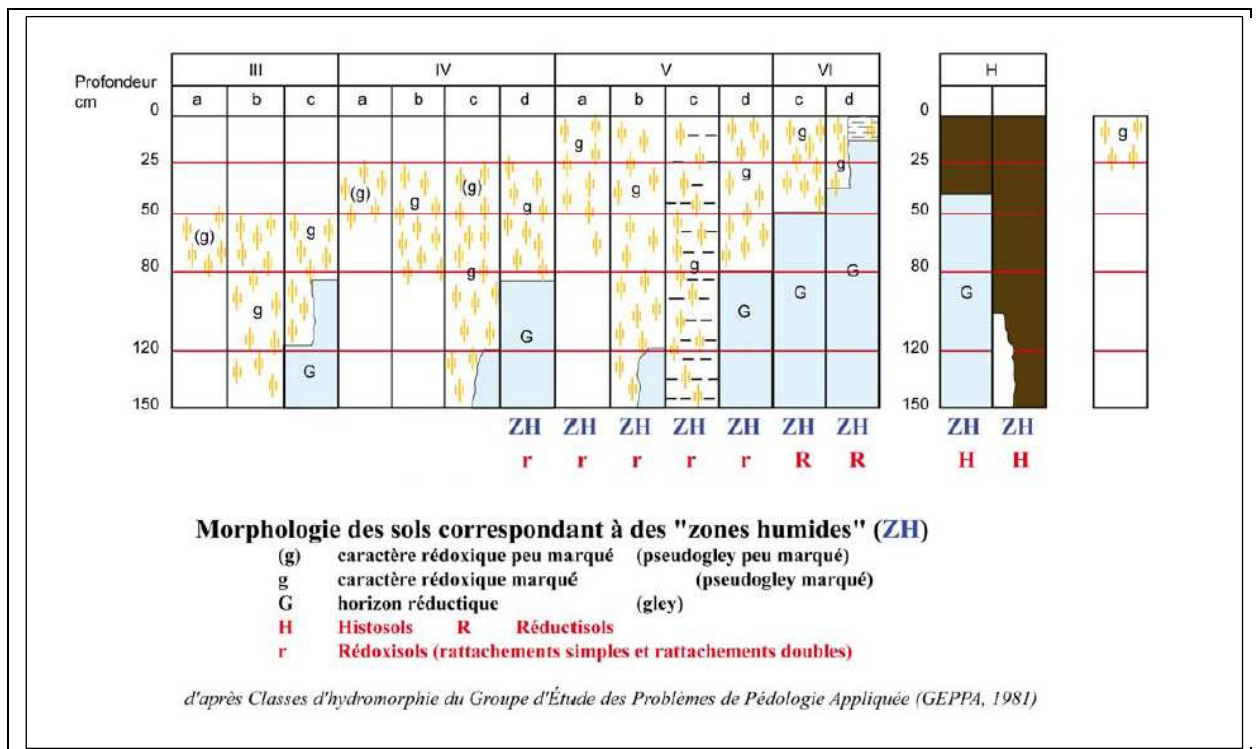 III IV V VI H
Profondeur
cm
a b c a b c d a b c d c d
0 0
g g g g
25 25
(g) g (g) g g g
50 50
(g) g g
80 g g G G 80
g G G G
120 G 120
g
150 150
ZH ZH ZH ZH ZH ZH ZH ZH ZH
r r r r r R R H H
Morphologie des sols correspondant à des "zones humides" (ZH)
(g) caractère rédoxique peu marqué (pseudogley peu marqué)
g caractère rédoxique marqué (pseudogley marqué)
G horizon réductique (gley)
H Histosols R Réductisols
r Rédoxisols (rattachements simples et rattachements doubles)
d'après Classes d'hydromorphie du Groupe d'Étude des Problèmes de Pédologie Appliquée (GEPPA, 1981)